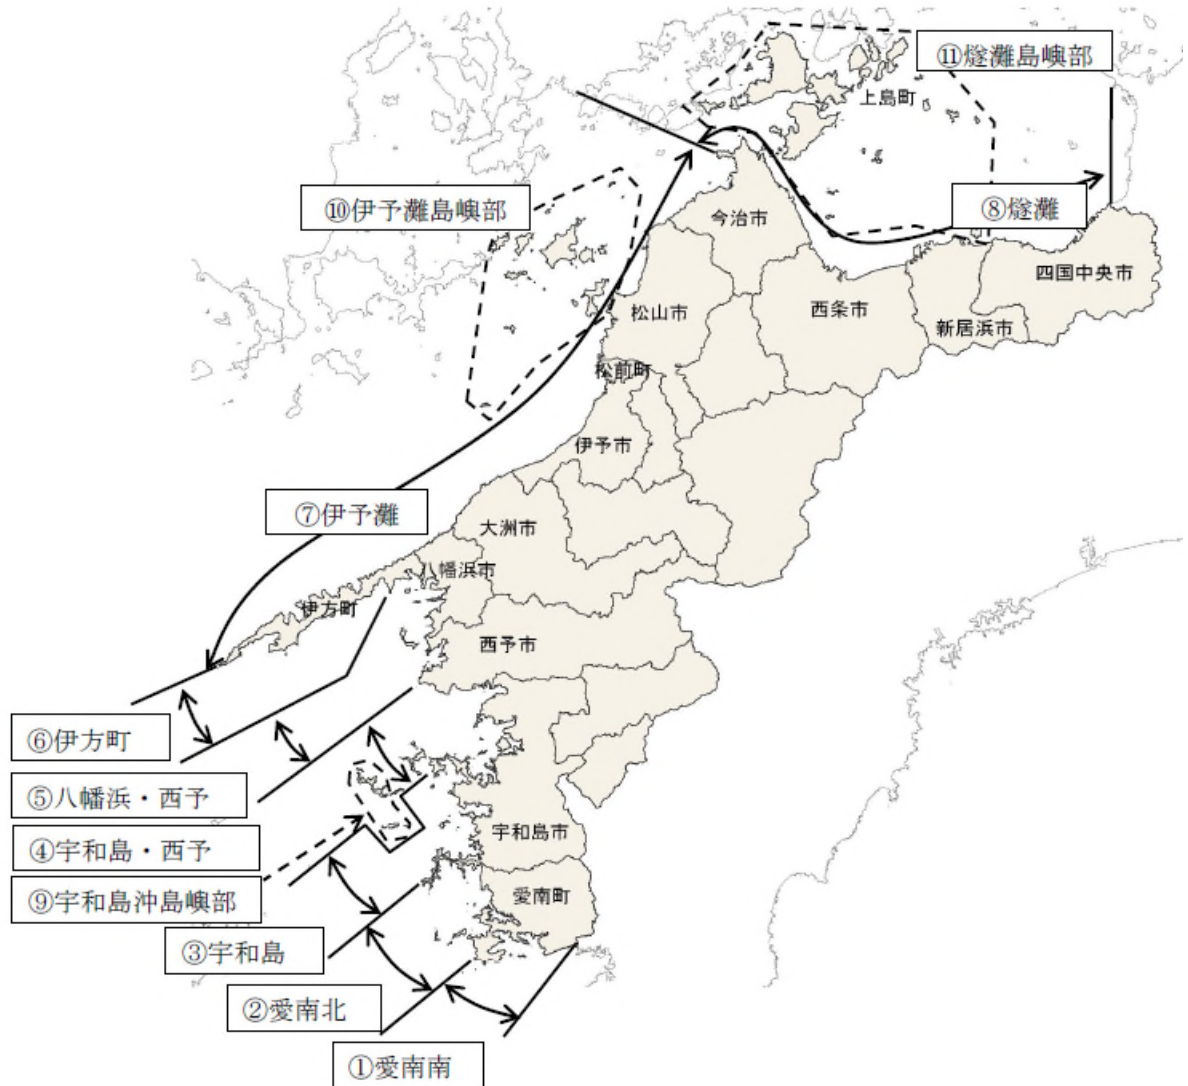 ⑪燧灘島嶼部
上島町
⑩伊予灘島嶼部
⑧燧灘
今治市
四国中央市
松山市
西条市
新居浜市
松前町
伊予市
⑦伊予灘
大洲市
八幡浜市
伊方町
西予市
⑥伊方町
⑤八幡浜・西予
④宇和島・西予
宇和島市
⑨宇和島沖島嶼部
愛南町
③宇和島
②愛南北
①愛南南